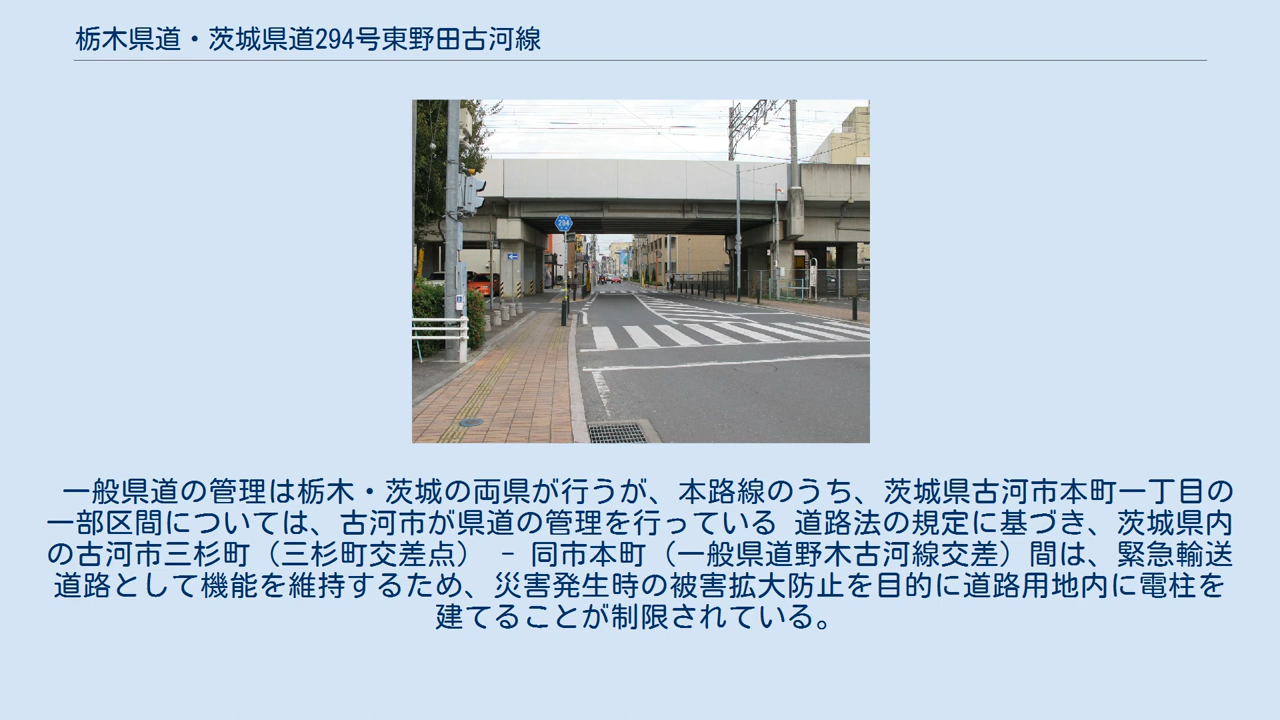 栃木県道・茨城県道294号東野田古河線
294
一般県道の管理は栃木・茨城の両県が行うが、本路線のうち、茨城県古河市本町一丁目の
一部区間については、古河市が県道の管理を行っている 道路法の規定に基づき、茨城県内
の古河市三杉町（三杉町交差点） - 同市本町（一般県道野木古河線交差）間は、緊急輸送
道路として機能を維持するため、災害発生時の被害拡大防止を目的に道路用地内に電柱を
建てることが制限されている。